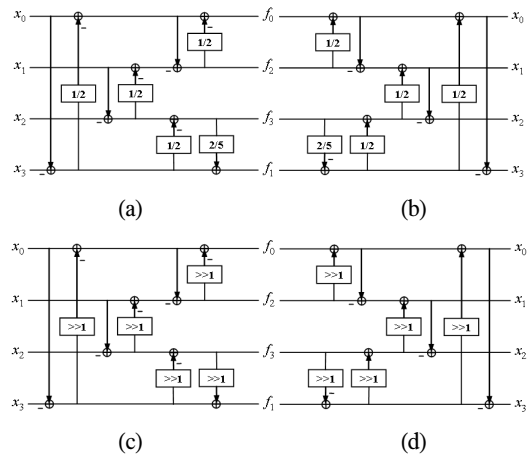 x₀ f₀ x₀
1/2 1/2
x₁ f₂ x₁
1/2 1/2 1/2 1/2
x₂ f₃ x₂
1/2 2/5 2/5 1/2
x₃ f₁ x₃
(a) (b)
x₀ f₀ x₀
>>1 >>1
x₁ f₂ x₁
>>1 >>1 >>1 >>1
x₂ f₃ x₂
>>1 >>1 >>1 >>1
x₃ f₁ x₃
(c) (d)